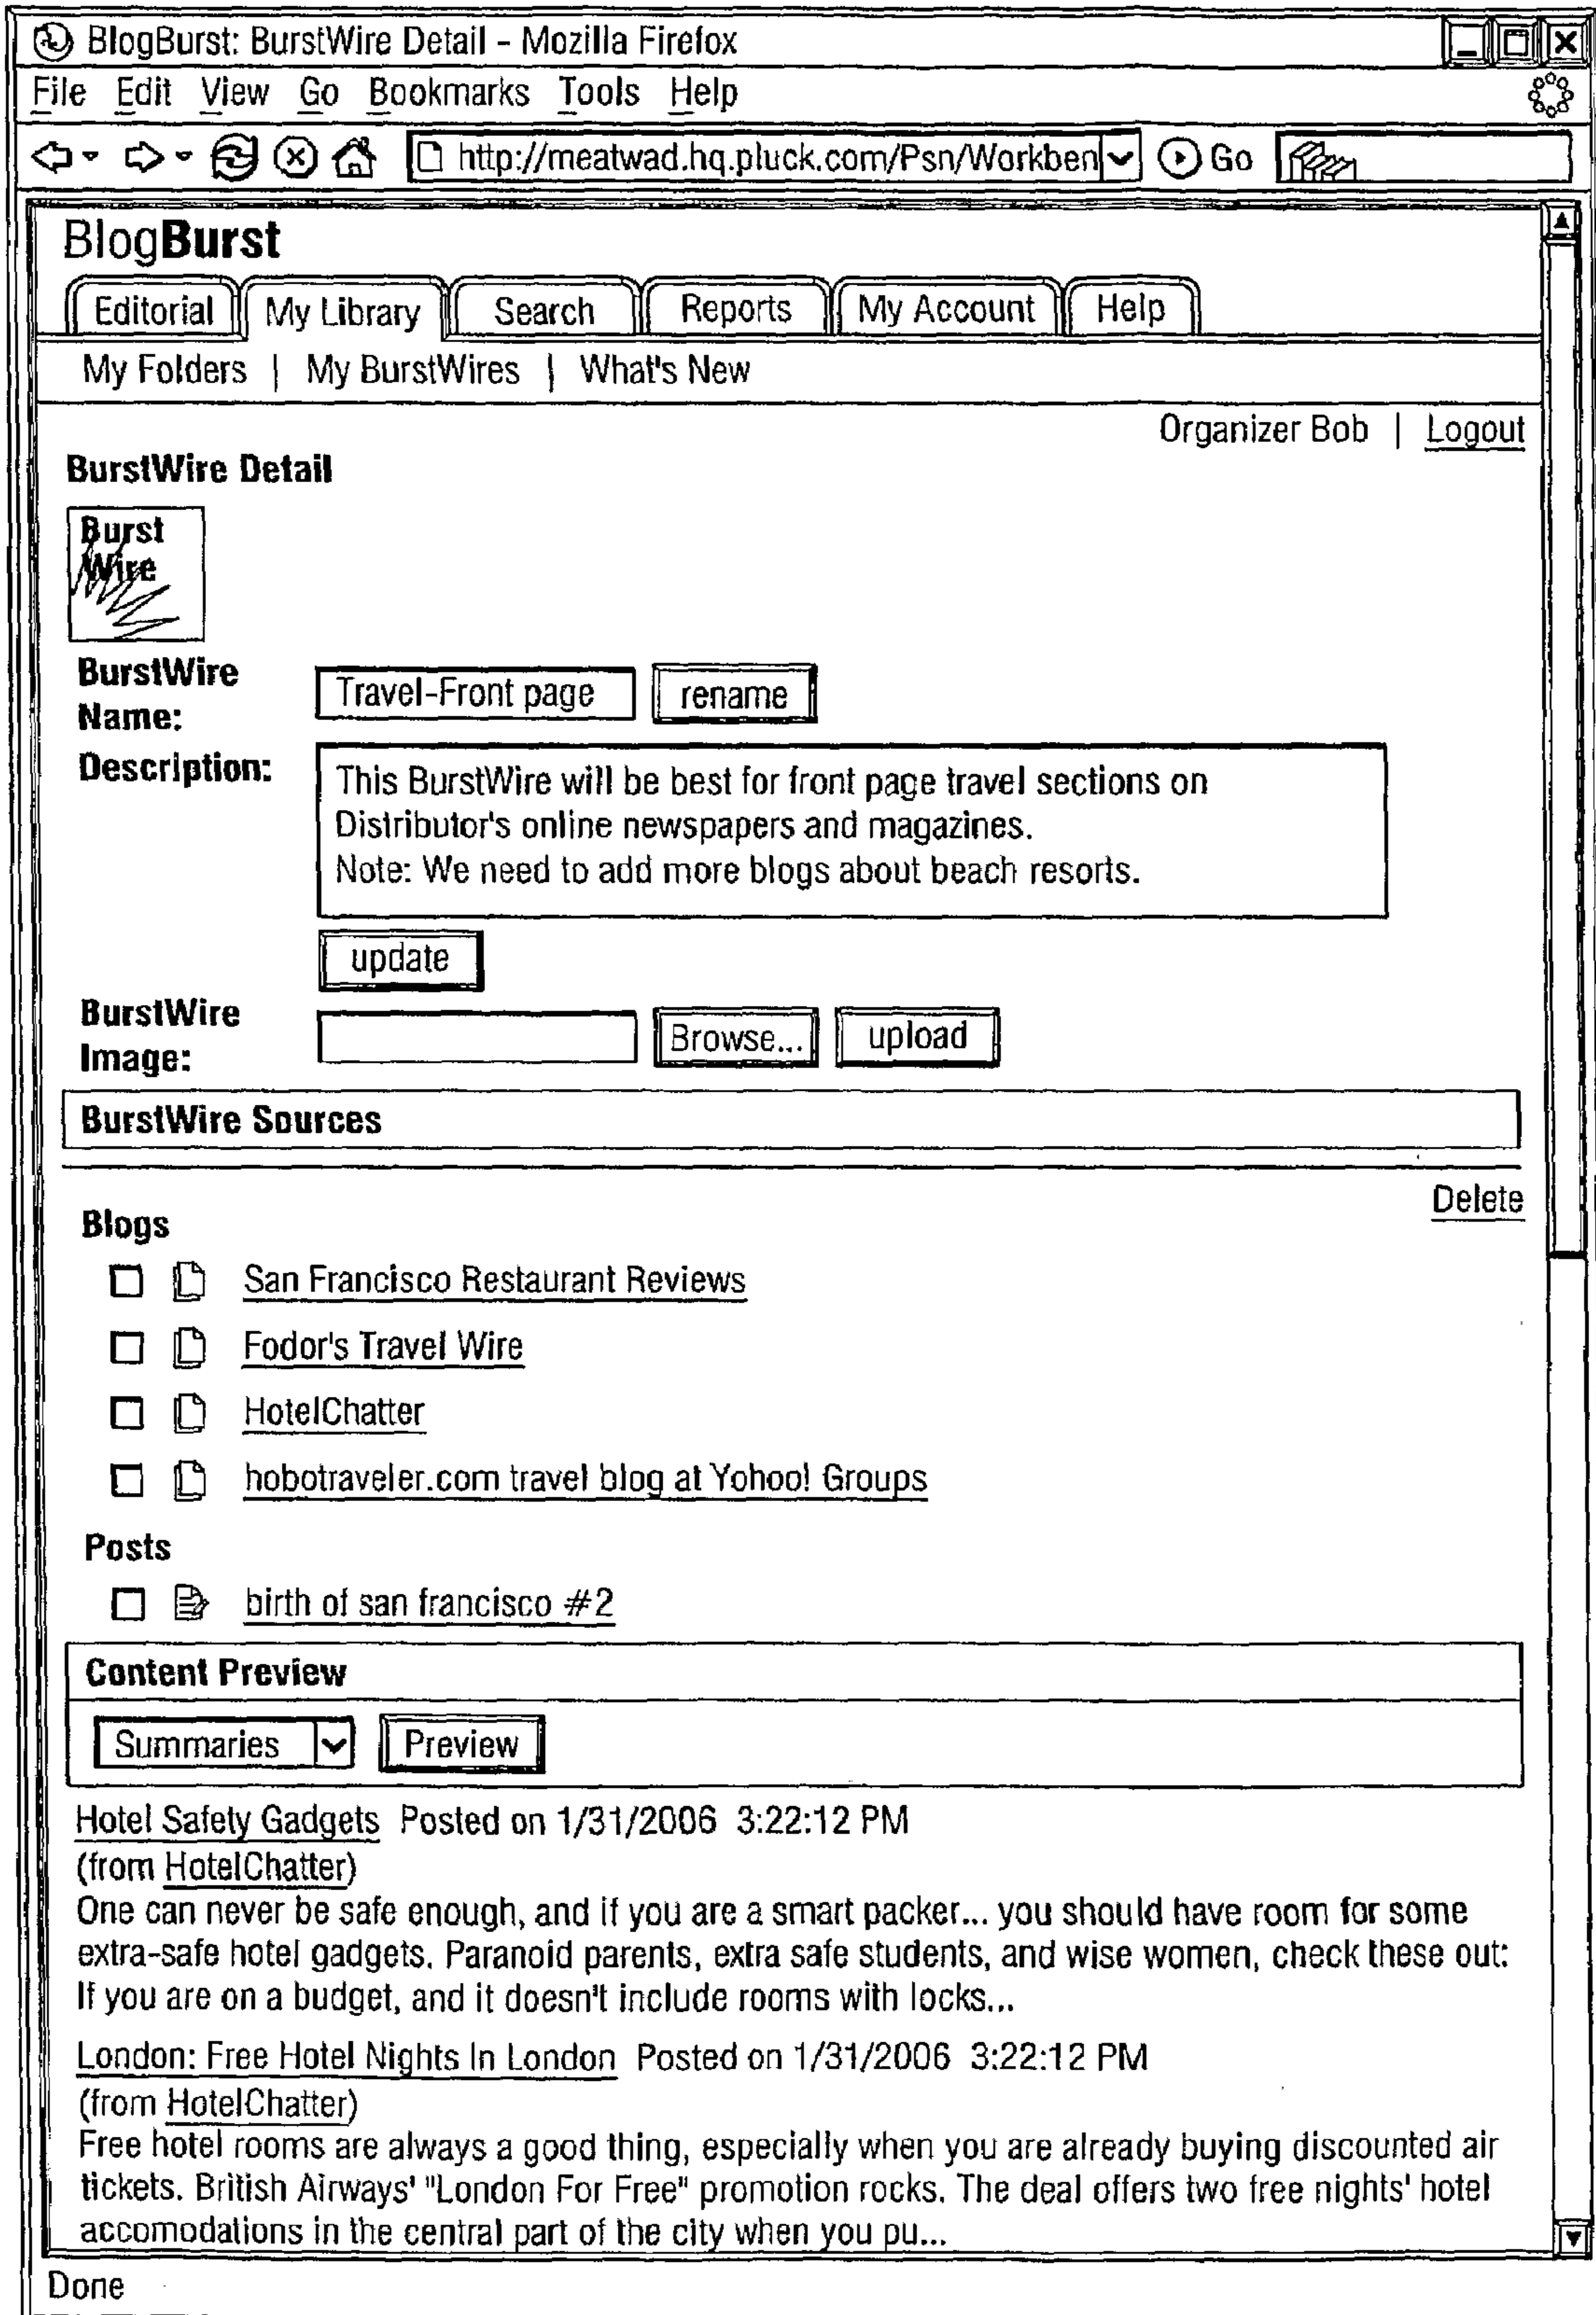 BlogBurst: BurstWire Detail - Mozilla Firefox
File Edit View Go Bookmarks Tools Help
http://meatwad.hq.pluck.com/Psn/Workben Go
BlogBurst
Editorial My Library Search Reports My Account Help
My Folders | My BurstWires | What's New
Organizer Bob | Logout
BurstWire Detail
Burst
Wire
BurstWire
Name:
Travel-Front page rename
Description:
This BurstWire will be best for front page travel sections on
Distributor's online newspapers and magazines.
Note: We need to add more blogs about beach resorts.
update
BurstWire
Image:
Browse... upload
BurstWire Sources
Delete
Blogs
San Francisco Restaurant Reviews
Fodor's Travel Wire
HotelChatter
hobotraveler.com travel blog at Yohoo! Groups
Posts
birth of san francisco #2
Content Preview
Summaries Preview
Hotel Safety Gadgets Posted on 1/31/2006 3:22:12 PM
(from HotelChatter)
One can never be safe enough, and if you are a smart packer... you should have room for some
extra-safe hotel gadgets. Paranoid parents, extra safe students, and wise women, check these out:
If you are on a budget, and it doesn't include rooms with locks...
London: Free Hotel Nights In London Posted on 1/31/2006 3:22:12 PM
(from HotelChatter)
Free hotel rooms are always a good thing, especially when you are already buying discounted air
tickets. British Airways' "London For Free" promotion rocks. The deal offers two free nights' hotel
accomodations in the central part of the city when you pu...
Done